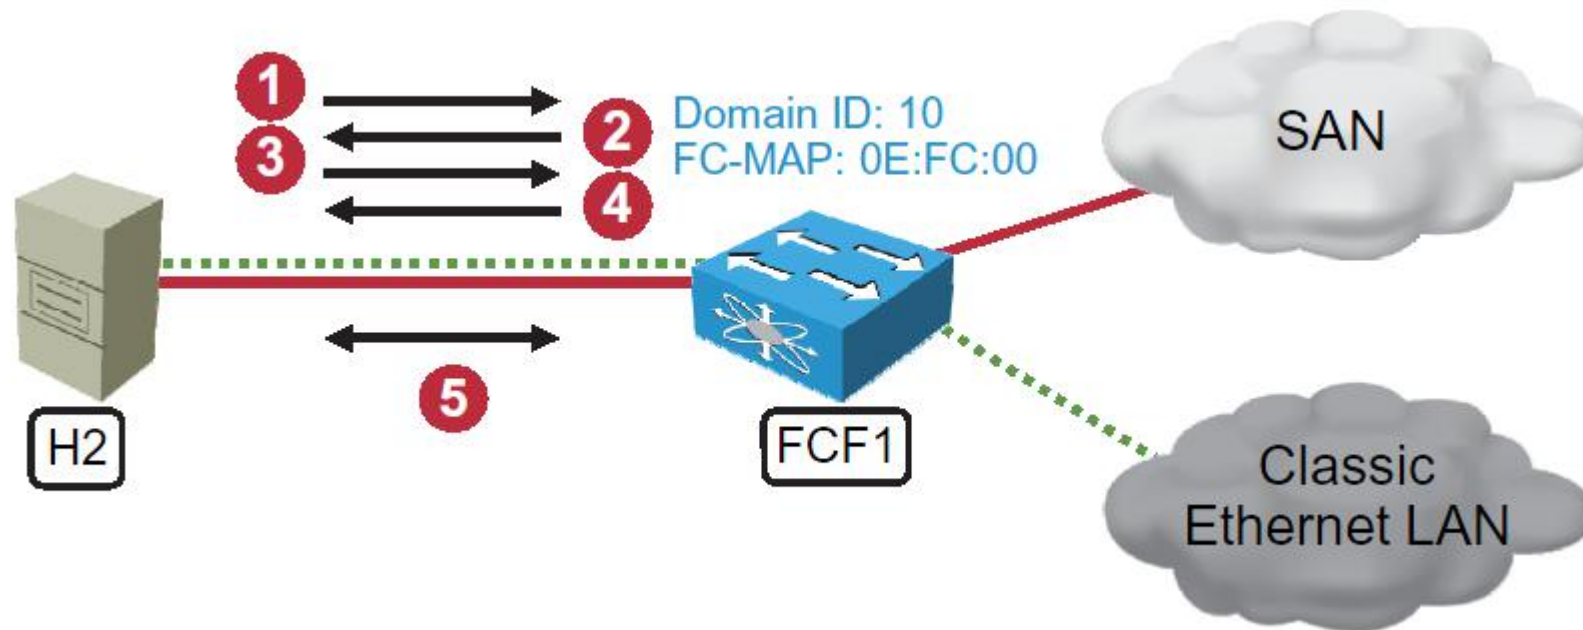 1
2
3
4
Domain ID: 10
FC-MAP: 0E:FC:00
SAN
5
H2
FCF1
Classic
Ethernet LAN